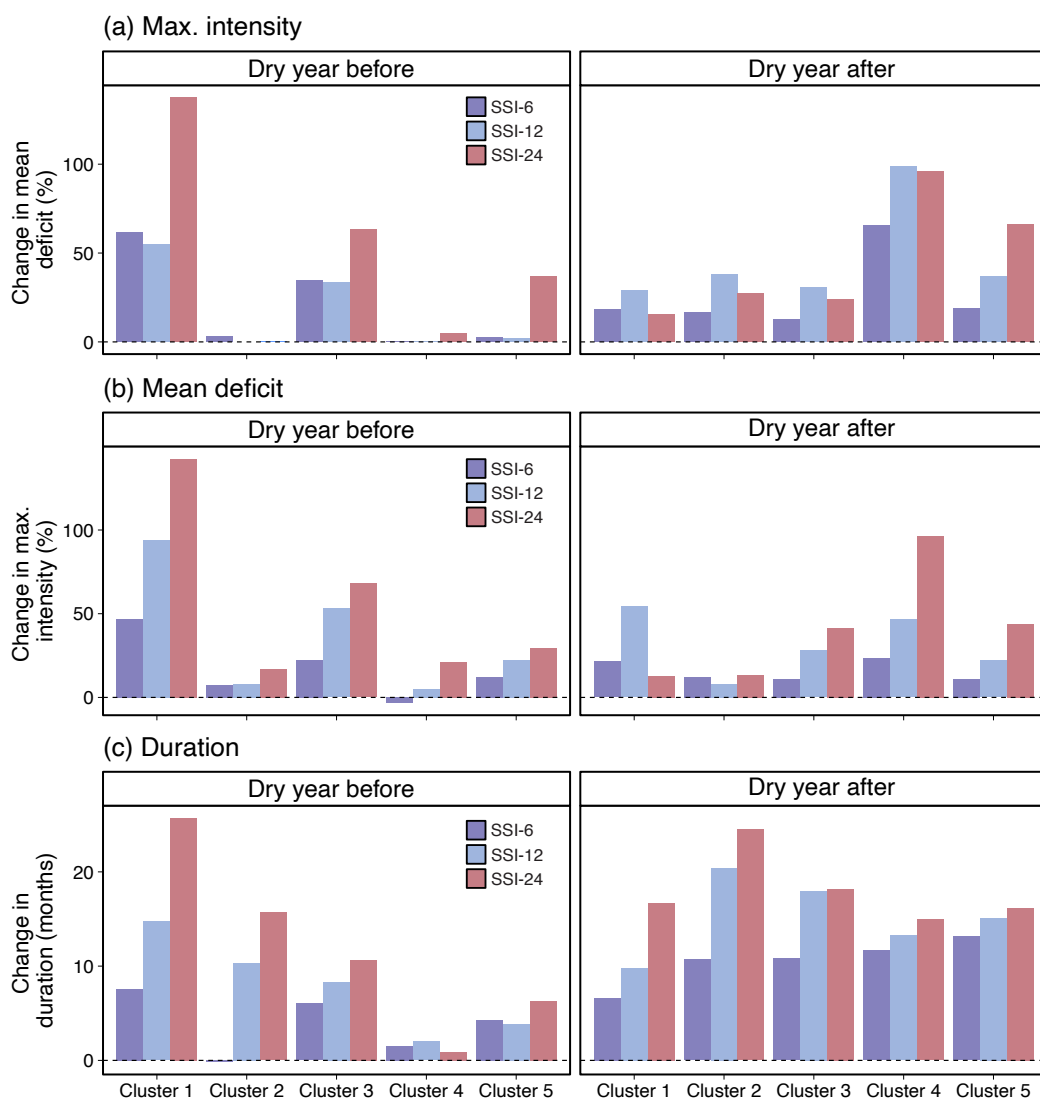 (a) Max. intensity
Dry year before
Dry year after
SSI-6
SSI-12
SSI-24
Change in mean
deficit (%)
100
50
0
(b) Mean deficit
Dry year before
Dry year after
SSI-6
SSI-12
SSI-24
Change in max.
intensity (%)
100
50
0
(c) Duration
Dry year before
Dry year after
SSI-6
SSI-12
SSI-24
Change in
duration (months)
20
10
0
Cluster 1 Cluster 2 Cluster 3 Cluster 4 Cluster 5 Cluster 1 Cluster 2 Cluster 3 Cluster 4 Cluster 5